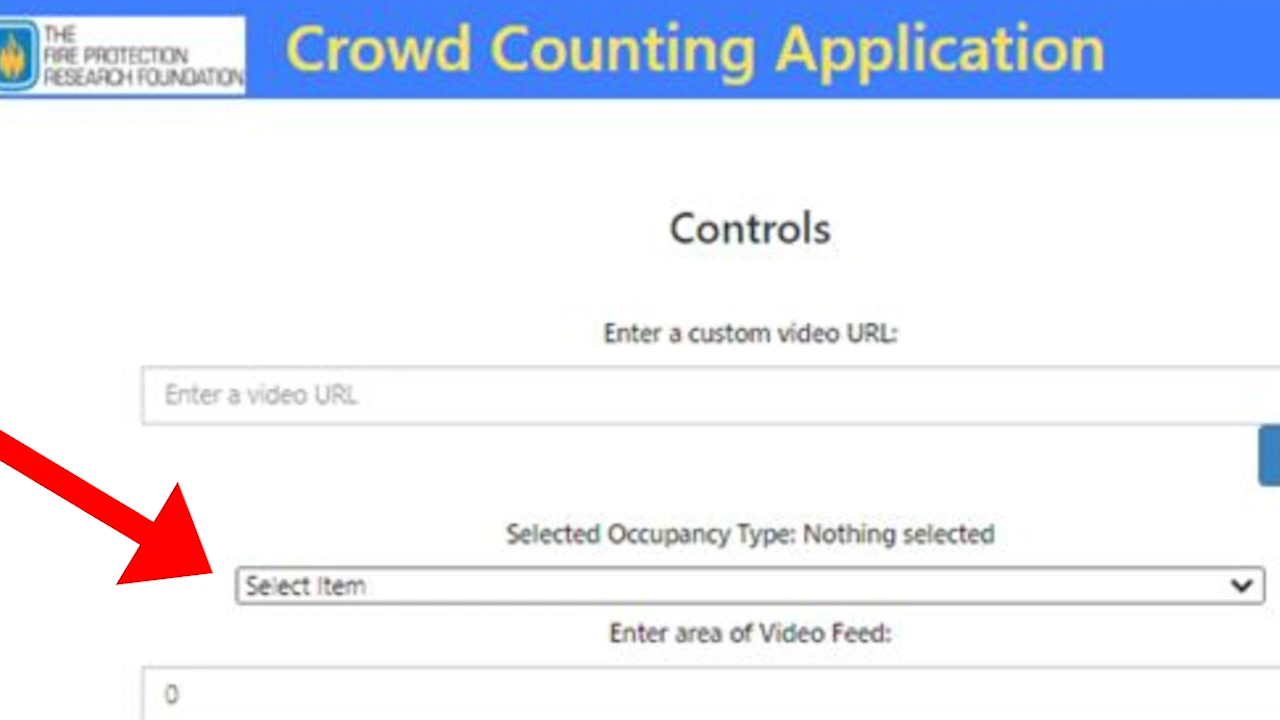 THE
FIRE PROTECTION
RESEARCH FOUNDATION
Crowd Counting Application
Controls
Enter a custom video URL:
Enter a video URL
Selected Occupancy Type: Nothing selected
Select Item
Enter area of Video Feed:
0